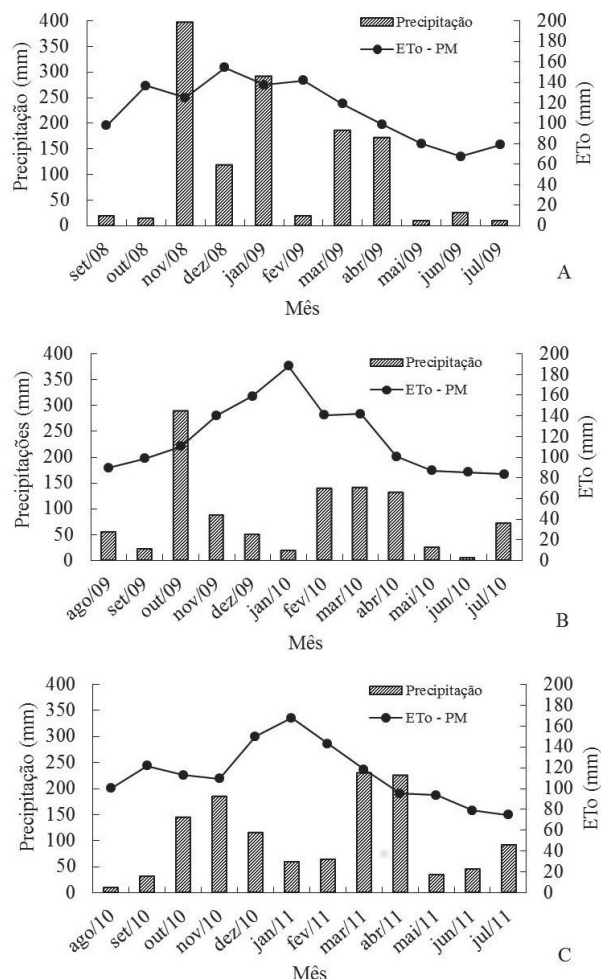 Precipitação (mm)
400
350
300
250
200
150
100
50
0
Precipitação
ETo - PM
200
180
160
140
120
100
80
60
40
20
0
ETo (mm)
set/08 out/08 nov/08 dez/08 jan/09 fev/09 mar/09 abr/09 mai/09 jun/09 jul/09
Mês
A
Precipitações (mm)
400
350
300
250
200
150
100
50
0
Precipitação
ETo - PM
200
180
160
140
120
100
80
60
40
20
0
ETo (mm)
ago/09 set/09 out/09 nov/09 dez/09 jan/10 fev/10 mar/10 abr/10 mai/10 jun/10 jul/10
Mês
B
Precipitação (mm)
400
350
300
250
200
150
100
50
0
Precipitação
ETo - PM
200
180
160
140
120
100
80
60
40
20
0
ETo (mm)
ago/10 set/10 out/10 nov/10 dez/10 jan/11 fev/11 mar/11 abr/11 mai/11 jun/11 jul/11
Mês
C